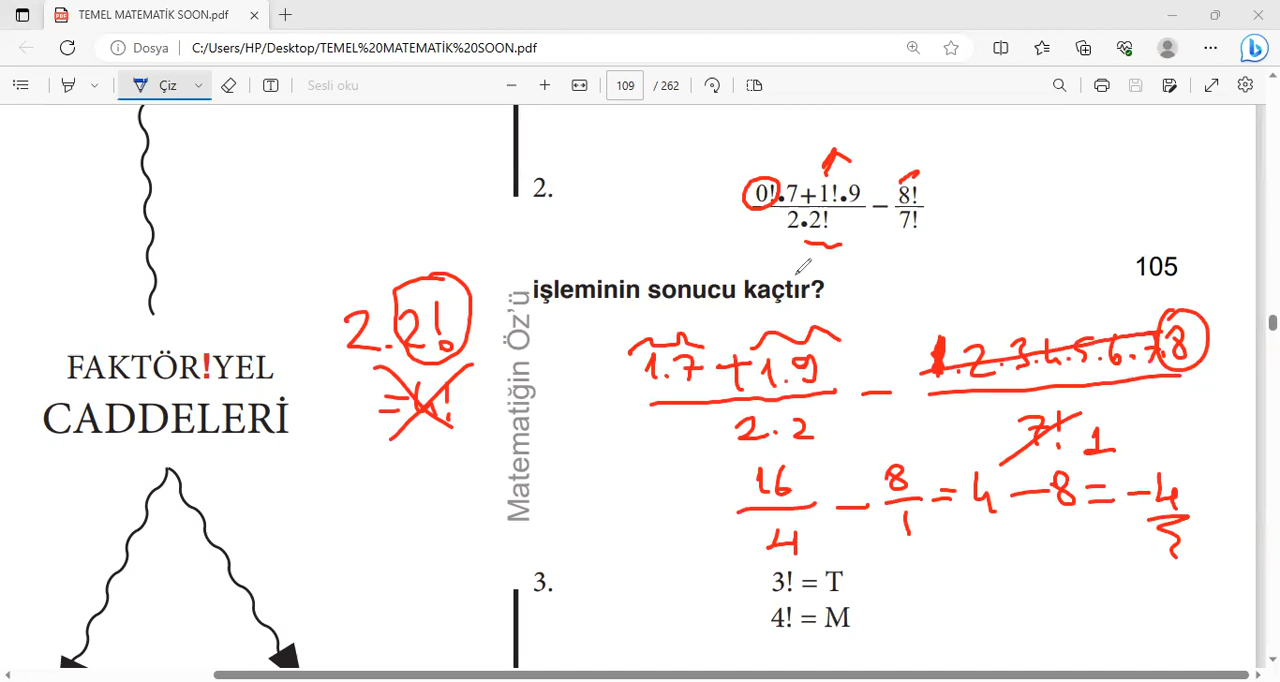 TEMEL MATEMATİK SOON.pdf
Dosya C:/Users/HP/Desktop/TEMEL%20MATEMATİK%20SOON.pdf
Çiz Sesli oku 109 / 262
2.
0!.7+1!.9 / 2.2! − 8! / 7!
105
işleminin sonucu kaçtır?
2.2!
=4!
1.7 + 1.9 / 2.2 − 1.2.3.4.5.6.7.8 / 7! 1
16 / 4 − 8 / 1 = 4 − 8 = −4
FAKTÖR!YEL
CADDELERİ
Matematiğin Öz’ü
3.
3! = T
4! = M